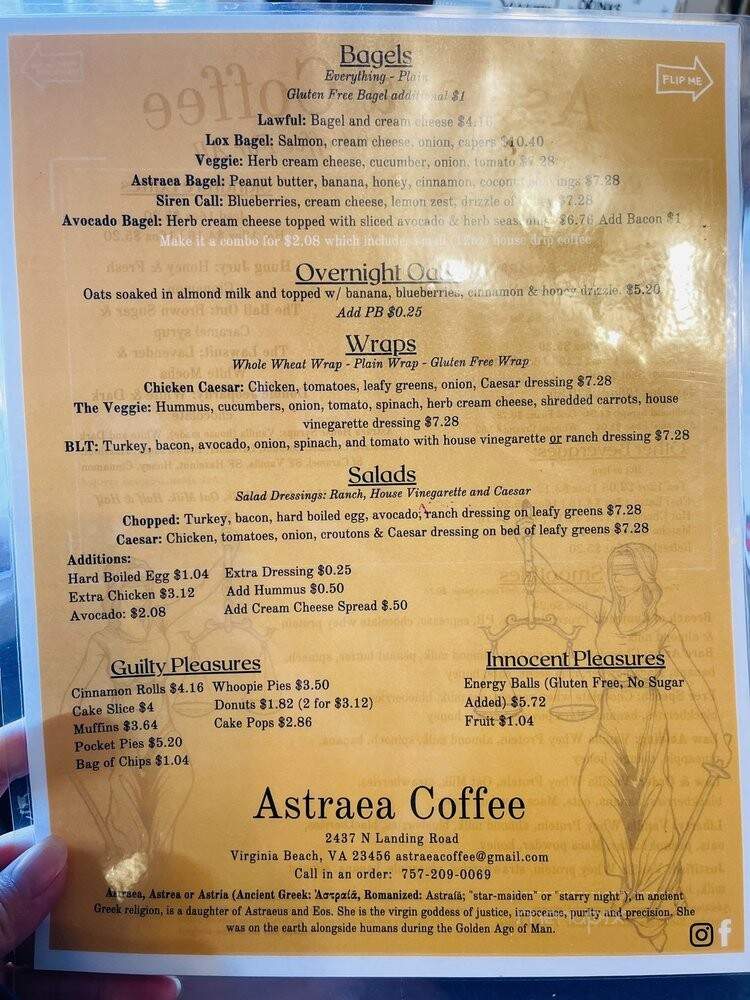 FLIP ME
Bagels
Everything - Plain
Gluten Free Bagel additional $1
Lawful: Bagel and cream cheese $4.16
Lox Bagel: Salmon, cream cheese, onion, capers $10.40
Veggie: Herb cream cheese, cucumber, onion, tomato $7.28
Astraea Bagel: Peanut butter, banana, honey, cinnamon, coconut $7.28
Siren Call: Blueberries, cream cheese, lemon zest, drizzle of $7.28
Avocado Bagel: Herb cream cheese topped with sliced avocado & herb seasoning $6.76 Add Bacon $1
Make it a combo for $2.08 which includes small (12oz) house drip coffee
Overnight Oats
Oats soaked in almond milk and topped w/ banana, blueberries, cinnamon & honey drizzle. $5.20
Add PB $0.25
Wraps
Whole Wheat Wrap - Plain Wrap - Gluten Free Wrap
Chicken Caesar: Chicken, tomatoes, leafy greens, onion, Caesar dressing $7.28
The Veggie: Hummus, cucumbers, onion, tomato, spinach, herb cream cheese, shredded carrots, house
vinegarette dressing $7.28
BLT: Turkey, bacon, avocado, onion, spinach, and tomato with house vinegarette or ranch dressing $7.28
Salads
Salad Dressings: Ranch, House Vinegarette and Caesar
Chopped: Turkey, bacon, hard boiled egg, avocado, ranch dressing on leafy greens $7.28
Caesar: Chicken, tomatoes, onion, croutons & Caesar dressing on bed of leafy greens $7.28
Additions:
Hard Boiled Egg $1.04
Extra Chicken $3.12
Avocado: $2.08
Extra Dressing $0.25
Add Hummus $0.50
Add Cream Cheese Spread $.50
Guilty Pleasures
Cinnamon Rolls $4.16
Cake Slice $4
Muffins $3.64
Pocket Pies $5.20
Bag of Chips $1.04
Whoopie Pies $3.50
Donuts $1.82 (2 for $3.12)
Cake Pops $2.86
Innocent Pleasures
Energy Balls (Gluten Free, No Sugar
Added) $5.72
Fruit $1.04
Astraea Coffee
2437 N Landing Road
Virginia Beach, VA 23456 astraeacoffee@gmail.com
Call in an order: 757-209-0069
Astraea, Astrea or Astria (Ancient Greek: Ἀστραίᾱ, Romanized: Astraíā; "star-maiden" or "starry night"), in ancient
Greek religion, is a daughter of Astraeus and Eos. She is the virgin goddess of justice, innocence, purity and precision. She
was on the earth alongside humans during the Golden Age of Man.